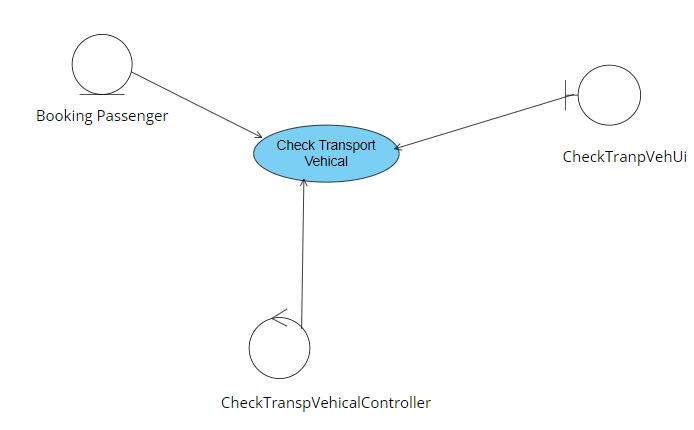 Booking Passenger
Check Transport
Vehical
CheckTranpVehUi
CheckTranspVehicalController